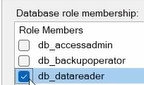 Database role membership:
Role Members
db_accessadmin
db_backupoperator
db_datareader